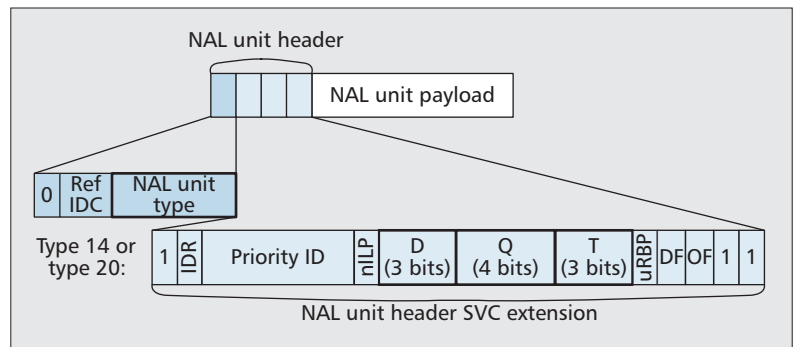 NAL unit header
NAL unit payload
0
Ref
IDC
NAL unit
type
Type 14 or
type 20:
1
IDR
Priority ID
nILP
D
(3 bits)
Q
(4 bits)
T
(3 bits)
uRBP
DF
OF
1
1
NAL unit header SVC extension